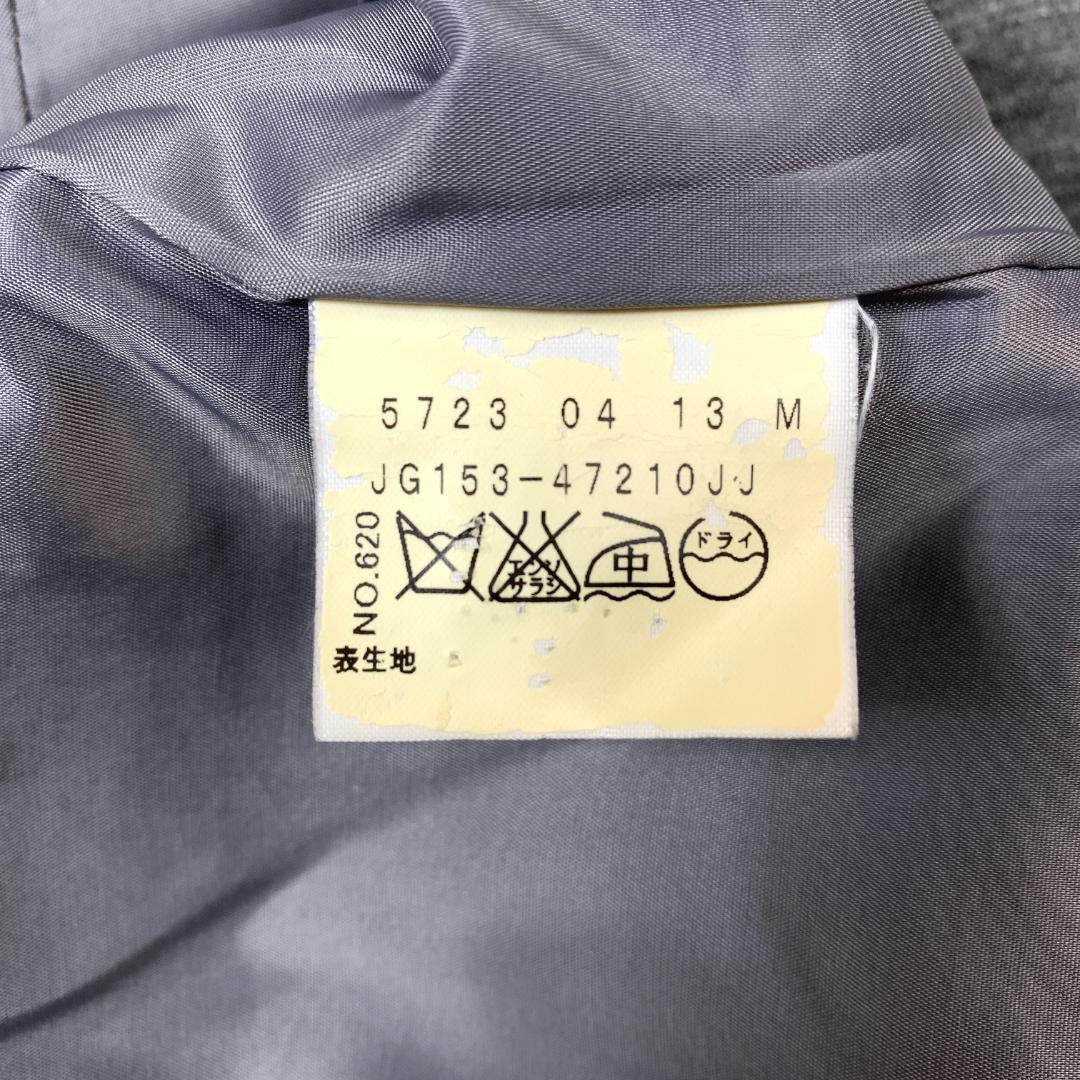 5723 04 13 M
JG153-47210JJ
NO.620
エンソ
サラシ
中
ドライ
表生地